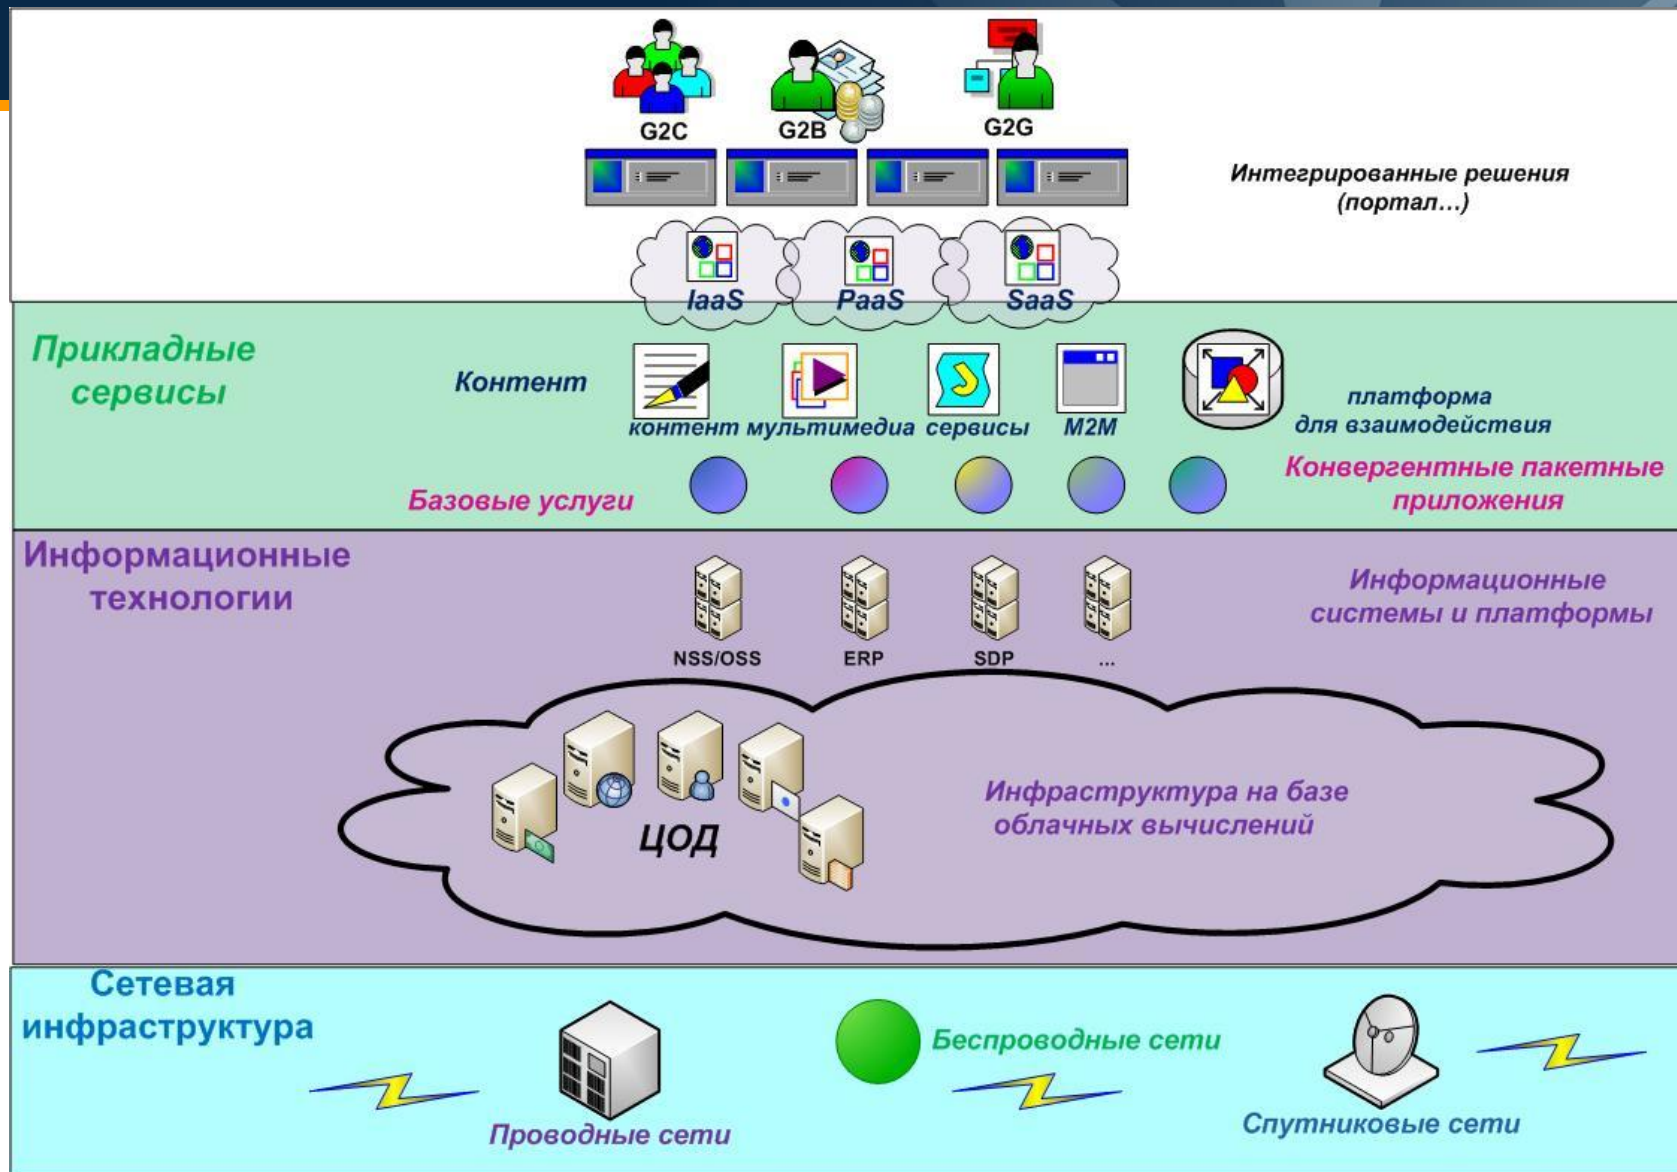 G2C
G2B
G2G
Интегрированные решения
(портал...)
IaaS
PaaS
SaaS
Прикладные
сервисы
Контент
контент
мультимедиа
сервисы
M2M
платформа
для взаимодействия
Базовые услуги
Конвергентные пакетные
приложения
Информационные
технологии
Информационные
системы и платформы
NSS/OSS
ERP
SDP
...
ЦОД
Инфраструктура на базе
облачных вычислений
Сетевая
инфраструктура
Беспроводные сети
Проводные сети
Спутниковые сети